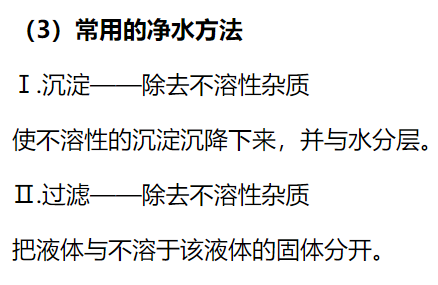 （3）常用的净水方法
Ⅰ.沉淀——除去不溶性杂质
使不溶性的沉淀沉降下来，并与水分层。
Ⅱ.过滤——除去不溶性杂质
把液体与不溶于该液体的固体分开。